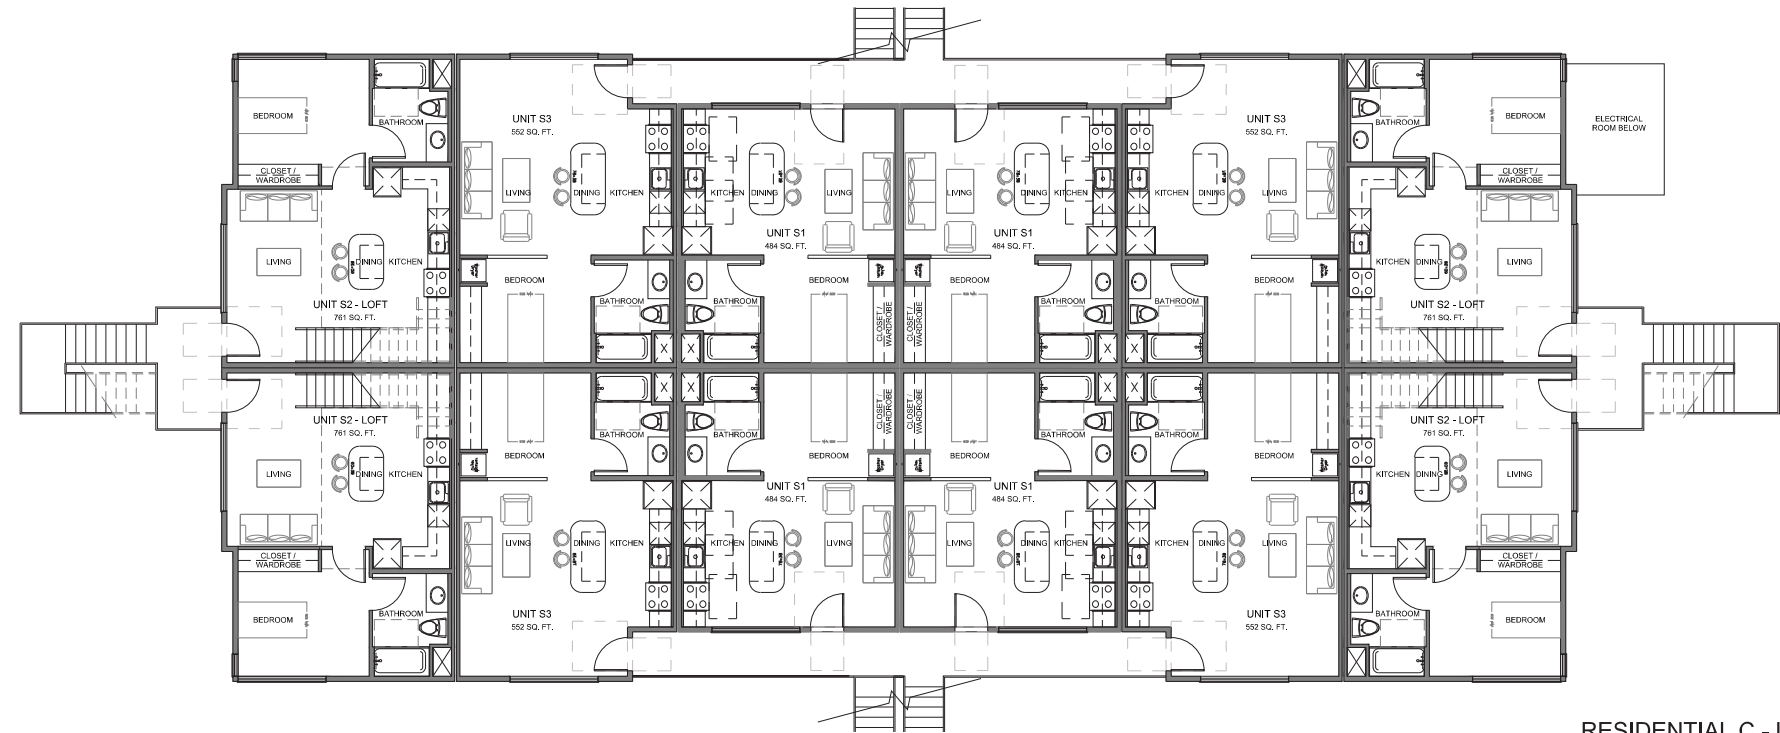 BEDROOM
BATHROOM
CLOSET /
WARDROBE
LIVING
DINING
KITCHEN
UNIT S2 - LOFT
761 SQ. FT.
UNIT S3
552 SQ. FT.
LIVING
DINING
KITCHEN
BEDROOM
BATHROOM
KITCHEN
DINING
LIVING
UNIT S1
484 SQ. FT.
BATHROOM
BEDROOM
CLOSET /
WARDROBE
LIVING
DINING
KITCHEN
UNIT S1
484 SQ. FT.
CLOSET /
WARDROBE
BEDROOM
BATHROOM
UNIT S3
552 SQ. FT.
KITCHEN
DINING
LIVING
BATHROOM
BEDROOM
BATHROOM
BEDROOM
CLOSET /
WARDROBE
KITCHEN
DINING
LIVING
UNIT S2 - LOFT
761 SQ. FT.
ELECTRICAL
ROOM BELOW
UNIT S2 - LOFT
761 SQ. FT.
LIVING
DINING
KITCHEN
CLOSET /
WARDROBE
BEDROOM
BATHROOM
BATHROOM
BEDROOM
LIVING
DINING
KITCHEN
UNIT S3
552 SQ. FT.
BATHROOM
BEDROOM
CLOSET /
WARDROBE
UNIT S1
484 SQ. FT.
KITCHEN
DINING
LIVING
CLOSET /
WARDROBE
BEDROOM
BATHROOM
UNIT S1
484 SQ. FT.
LIVING
DINING
KITCHEN
BATHROOM
BEDROOM
KITCHEN
DINING
LIVING
UNIT S3
552 SQ. FT.
UNIT S2 - LOFT
761 SQ. FT.
KITCHEN
DINING
LIVING
CLOSET /
WARDROBE
BATHROOM
BEDROOM
RESIDENTIAL C - L